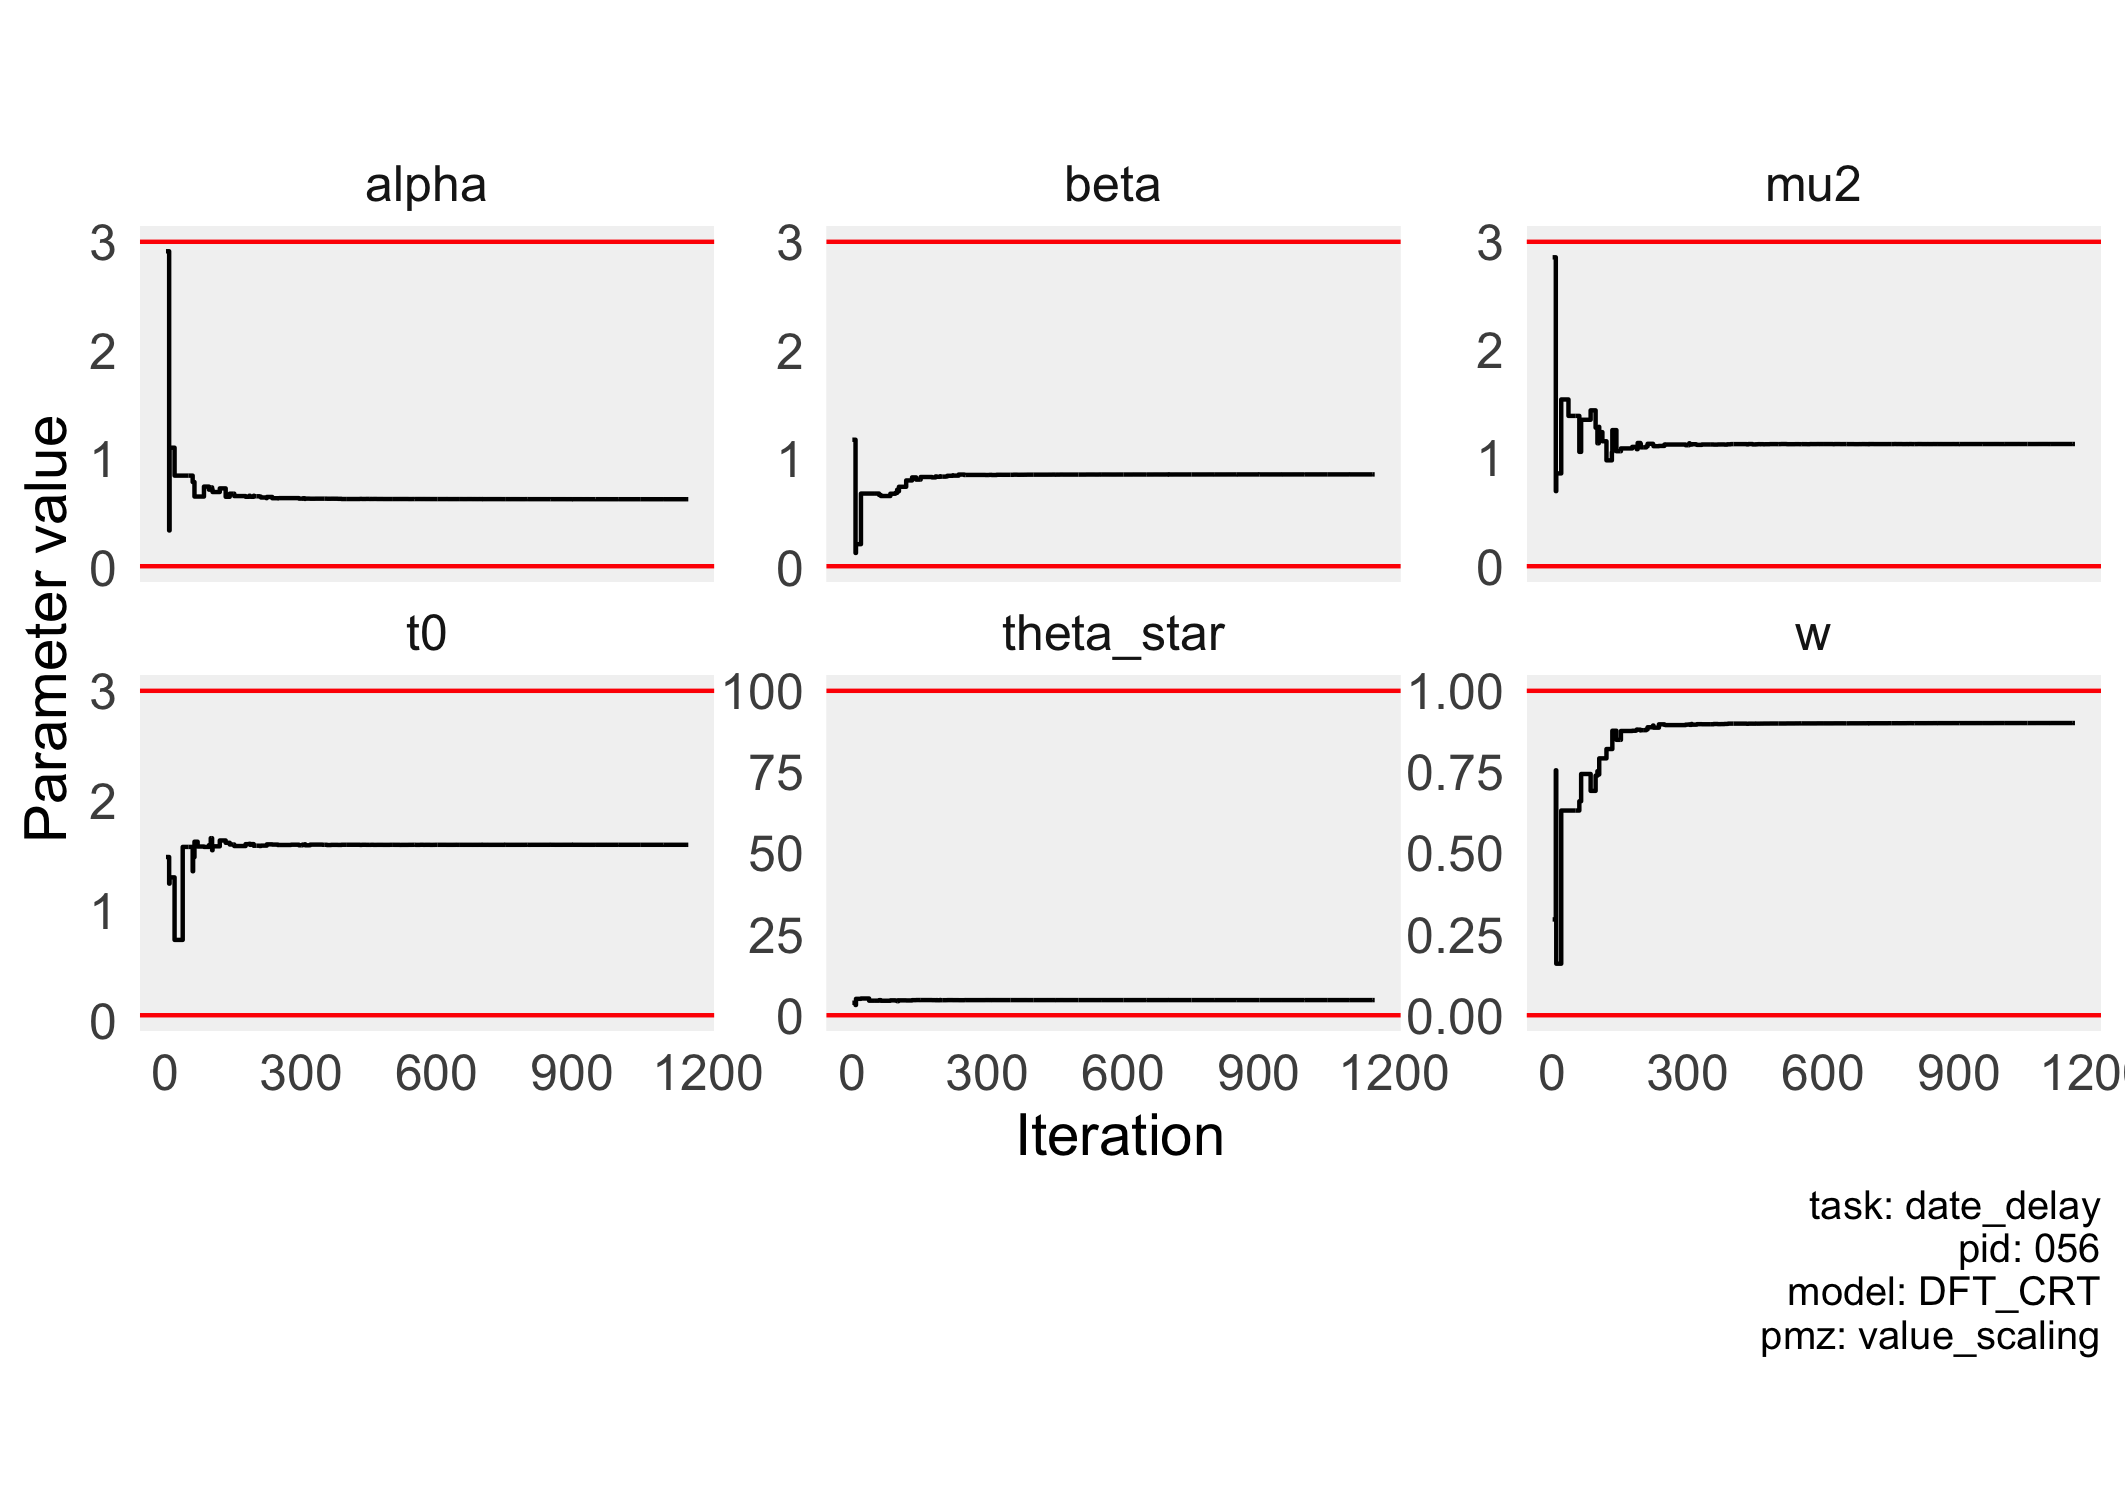 alpha
beta
mu2
3
2
1
0
3
2
1
0
3
2
1
0
t0
theta_star
w
3
2
1
0
100
75
50
25
0
1.00
0.75
0.50
0.25
0.00
0 300 600 900 1200
0 300 600 900 1200
0 300 600 900 120
Parameter value
Iteration
task: date_delay
pid: 056
model: DFT_CRT
pmz: value_scaling